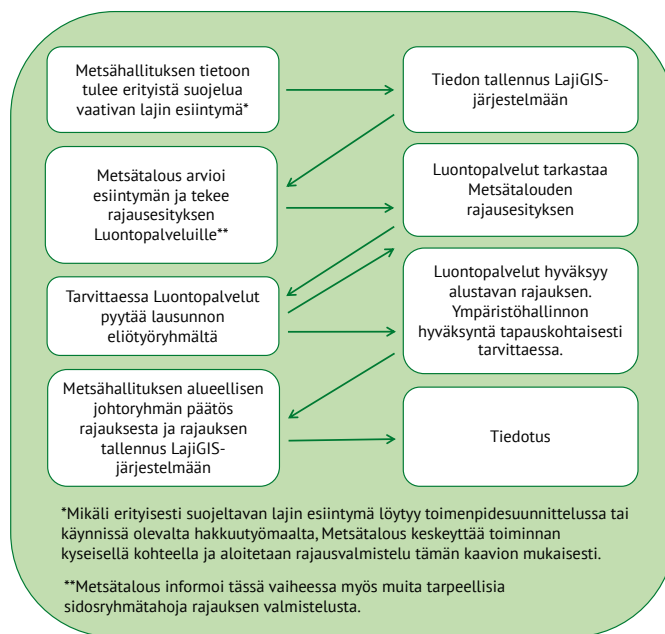 Metsähallituksen tietoon
tulee erityistä suojelua
vaativan lajin esiintymä*
Tiedon tallennus LajiGIS-
järjestelmään
Metsätalous arvioi
esiintymän ja tekee
rajausesityksen
Luontopalveluille**
Luontopalvelut tarkastaa
Metsätalouden
rajausesityksen
Tarvittaessa Luontopalvelut
pyytää lausunnon
eliötyöryhmältä
Luontopalvelut hyväksyy
alustavan rajauksen.
Ympäristöhallinnon
hyväksyntä tapauskohtaisesti
tarvittaessa.
Metsähallituksen alueellisen
johtoryhmän päätös
rajauksesta ja rajauksen
tallennus LajiGIS-
järjestelmään
Tiedotus
*Mikäli erityisesti suojeltavan lajin esiintymä löytyy toimenpidesuunnittelussa tai
käynnissä olevalta hakkuutyömaalta, Metsätalous keskeyttää toiminnan
kyseisellä kohteella ja aloitetaan rajausvalmistelu tämän kaavion mukaisesti.
**Metsätalous informoi tässä vaiheessa myös muita tarpeellisia
sidosryhmätahoja rajauksen valmistelusta.